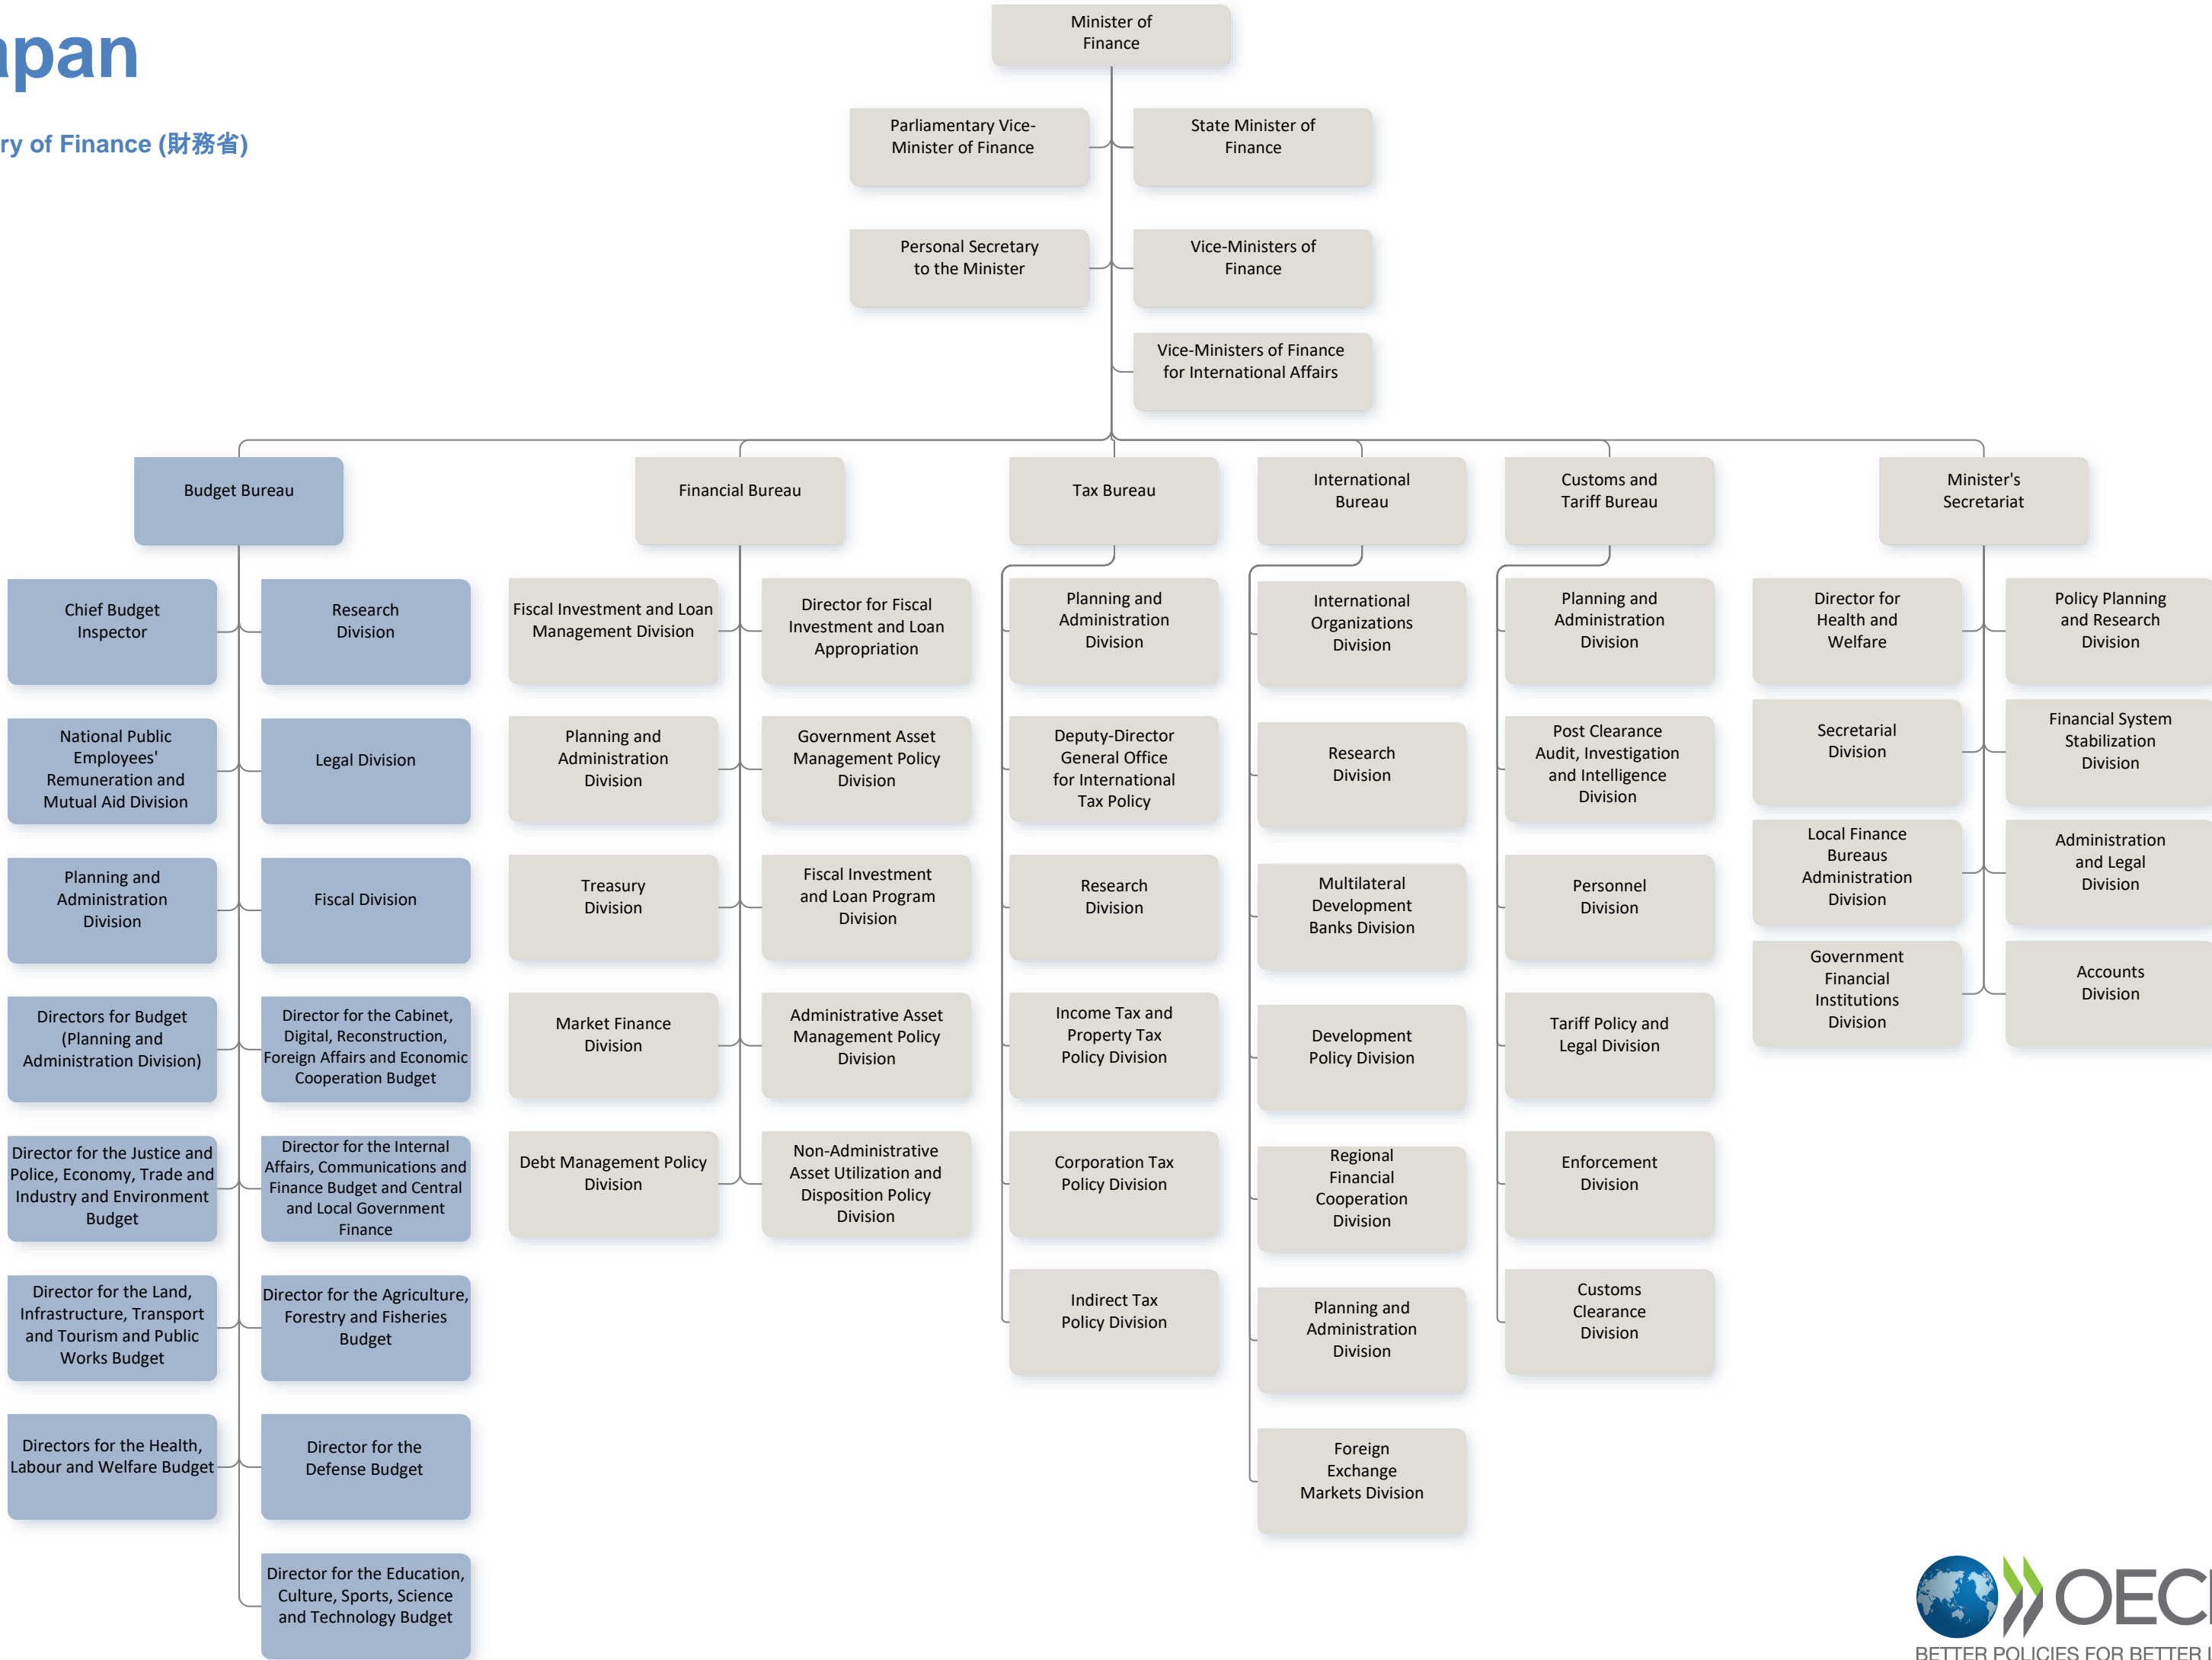 apan
ry of Finance (財務省)
Minister of
Finance
Parliamentary Vice-
Minister of Finance
State Minister of
Finance
Personal Secretary
to the Minister
Vice-Ministers of
Finance
Vice-Ministers of Finance
for International Affairs
Budget Bureau
Financial Bureau
Tax Bureau
International
Bureau
Customs and
Tariff Bureau
Minister's
Secretariat
Chief Budget
Inspector
Research
Division
National Public
Employees'
Remuneration and
Mutual Aid Division
Legal Division
Planning and
Administration
Division
Fiscal Division
Directors for Budget
(Planning and
Administration Division)
Director for the Cabinet,
Digital, Reconstruction,
Foreign Affairs and Economic
Cooperation Budget
Director for the Justice and
Police, Economy, Trade and
Industry and Environment
Budget
Director for the Internal
Affairs, Communications and
Finance Budget and Central
and Local Government
Finance
Director for the Land,
Infrastructure, Transport
and Tourism and Public
Works Budget
Director for the Agriculture,
Forestry and Fisheries
Budget
Directors for the Health,
Labour and Welfare Budget
Director for the
Defense Budget
Director for the Education,
Culture, Sports, Science
and Technology Budget
Fiscal Investment and Loan
Management Division
Director for Fiscal
Investment and Loan
Appropriation
Planning and
Administration
Division
Government Asset
Management Policy
Division
Treasury
Division
Fiscal Investment
and Loan Program
Division
Market Finance
Division
Administrative Asset
Management Policy
Division
Debt Management Policy
Division
Non-Administrative
Asset Utilization and
Disposition Policy
Division
Planning and
Administration
Division
Deputy-Director
General Office
for International
Tax Policy
Research
Division
Income Tax and
Property Tax
Policy Division
Corporation Tax
Policy Division
Indirect Tax
Policy Division
International
Organizations
Division
Research
Division
Multilateral
Development
Banks Division
Development
Policy Division
Regional
Financial
Cooperation
Division
Planning and
Administration
Division
Foreign
Exchange
Markets Division
Planning and
Administration
Division
Post Clearance
Audit, Investigation
and Intelligence
Division
Personnel
Division
Tariff Policy and
Legal Division
Enforcement
Division
Customs
Clearance
Division
Director for
Health and
Welfare
Policy Planning
and Research
Division
Secretarial
Division
Financial System
Stabilization
Division
Local Finance
Bureaus
Administration
Division
Administration
and Legal
Division
Government
Financial
Institutions
Division
Accounts
Division
OEC
BETTER POLICIES FOR BETTER